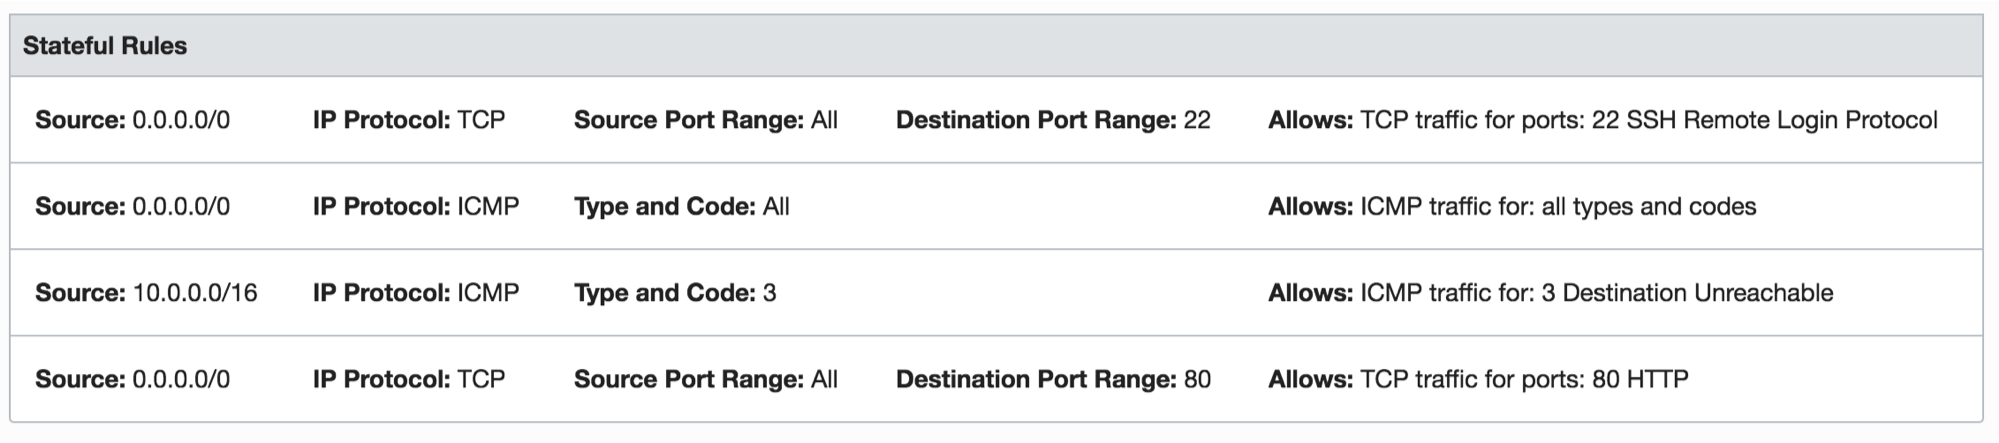 Stateful Rules
Source: 0.0.0.0/0 IP Protocol: TCP Source Port Range: All Destination Port Range: 22 Allows: TCP traffic for ports: 22 SSH Remote Login Protocol
Source: 0.0.0.0/0 IP Protocol: ICMP Type and Code: All Allows: ICMP traffic for: all types and codes
Source: 10.0.0.0/16 IP Protocol: ICMP Type and Code: 3 Allows: ICMP traffic for: 3 Destination Unreachable
Source: 0.0.0.0/0 IP Protocol: TCP Source Port Range: All Destination Port Range: 80 Allows: TCP traffic for ports: 80 HTTP